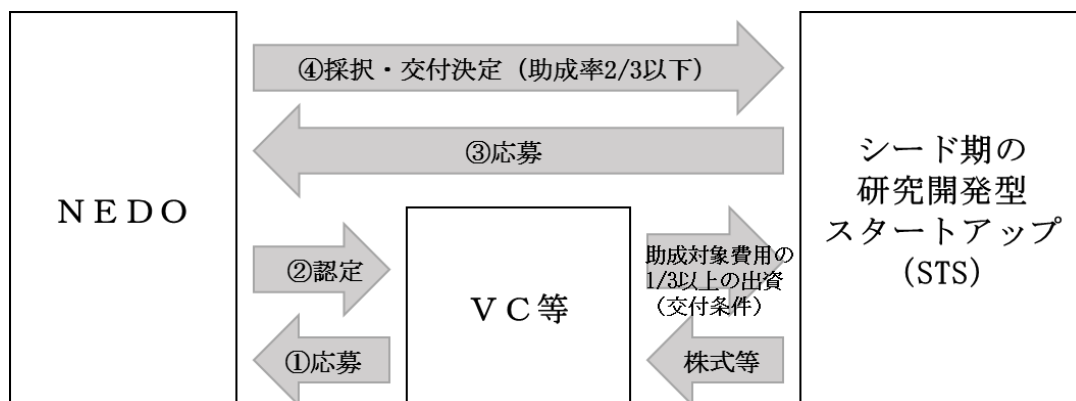 ④採択・交付決定（助成率2/3以下）
③応募
ＮＥＤＯ
②認定
①応募
ＶＣ等
助成対象費用の
1/3以上の出資
（交付条件）
株式等
シード期の
研究開発型
スタートアップ
（STS）